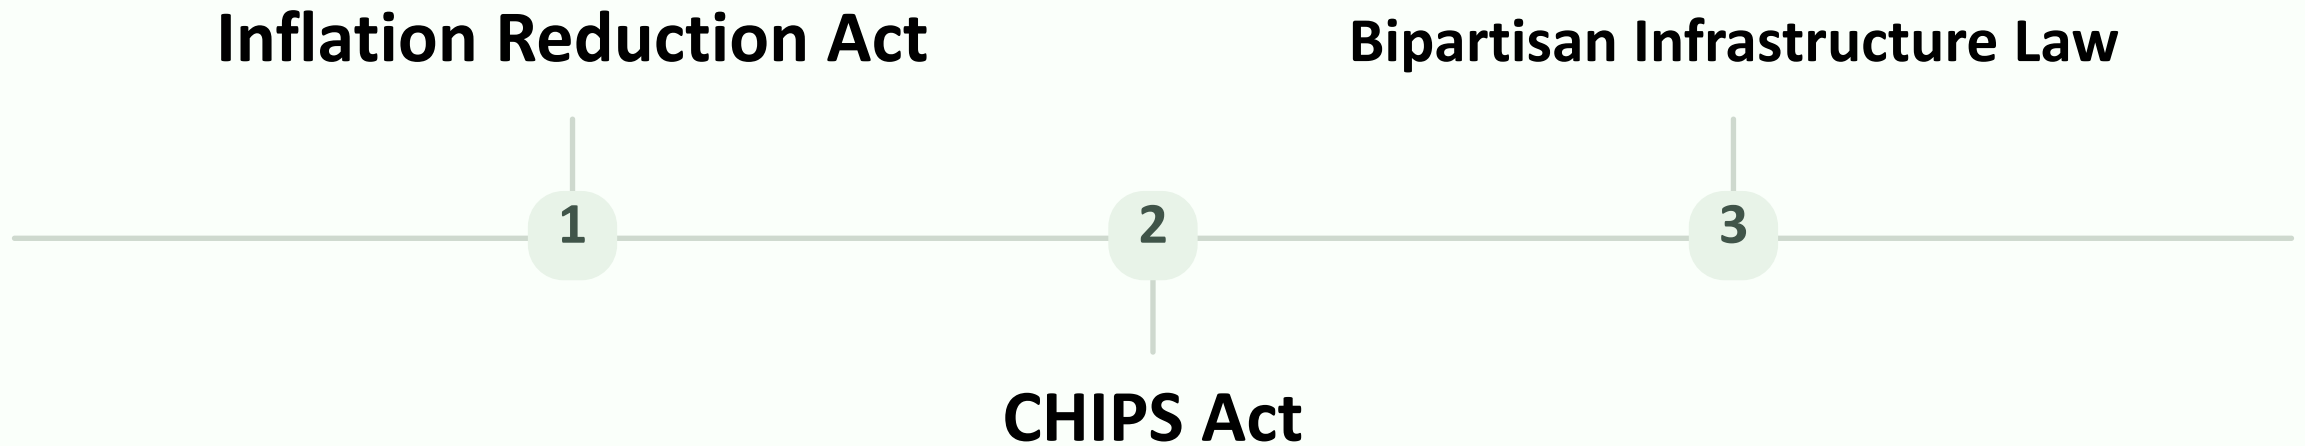 Inflation Reduction Act
Bipartisan Infrastructure Law
1
2
3
CHIPS Act